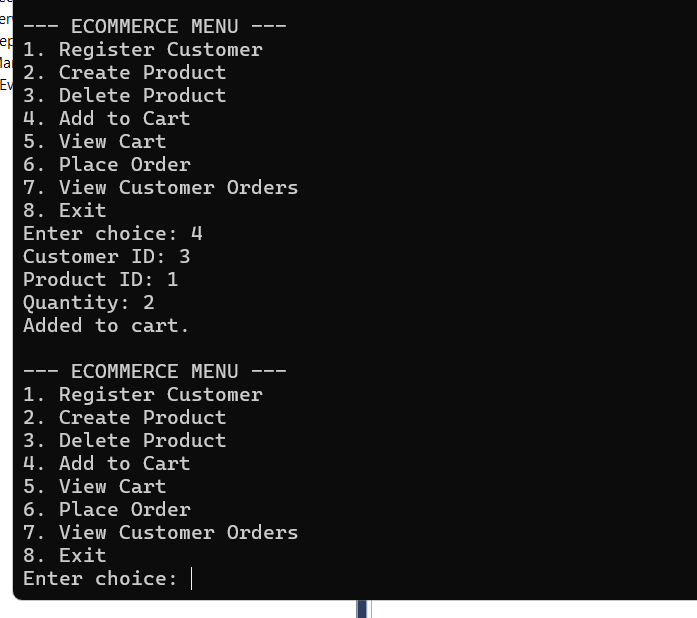 --- ECOMMERCE MENU ---
1. Register Customer
2. Create Product
3. Delete Product
4. Add to Cart
5. View Cart
6. Place Order
7. View Customer Orders
8. Exit
Enter choice: 4
Customer ID: 3
Product ID: 1
Quantity: 2
Added to cart.
--- ECOMMERCE MENU ---
1. Register Customer
2. Create Product
3. Delete Product
4. Add to Cart
5. View Cart
6. Place Order
7. View Customer Orders
8. Exit
Enter choice: